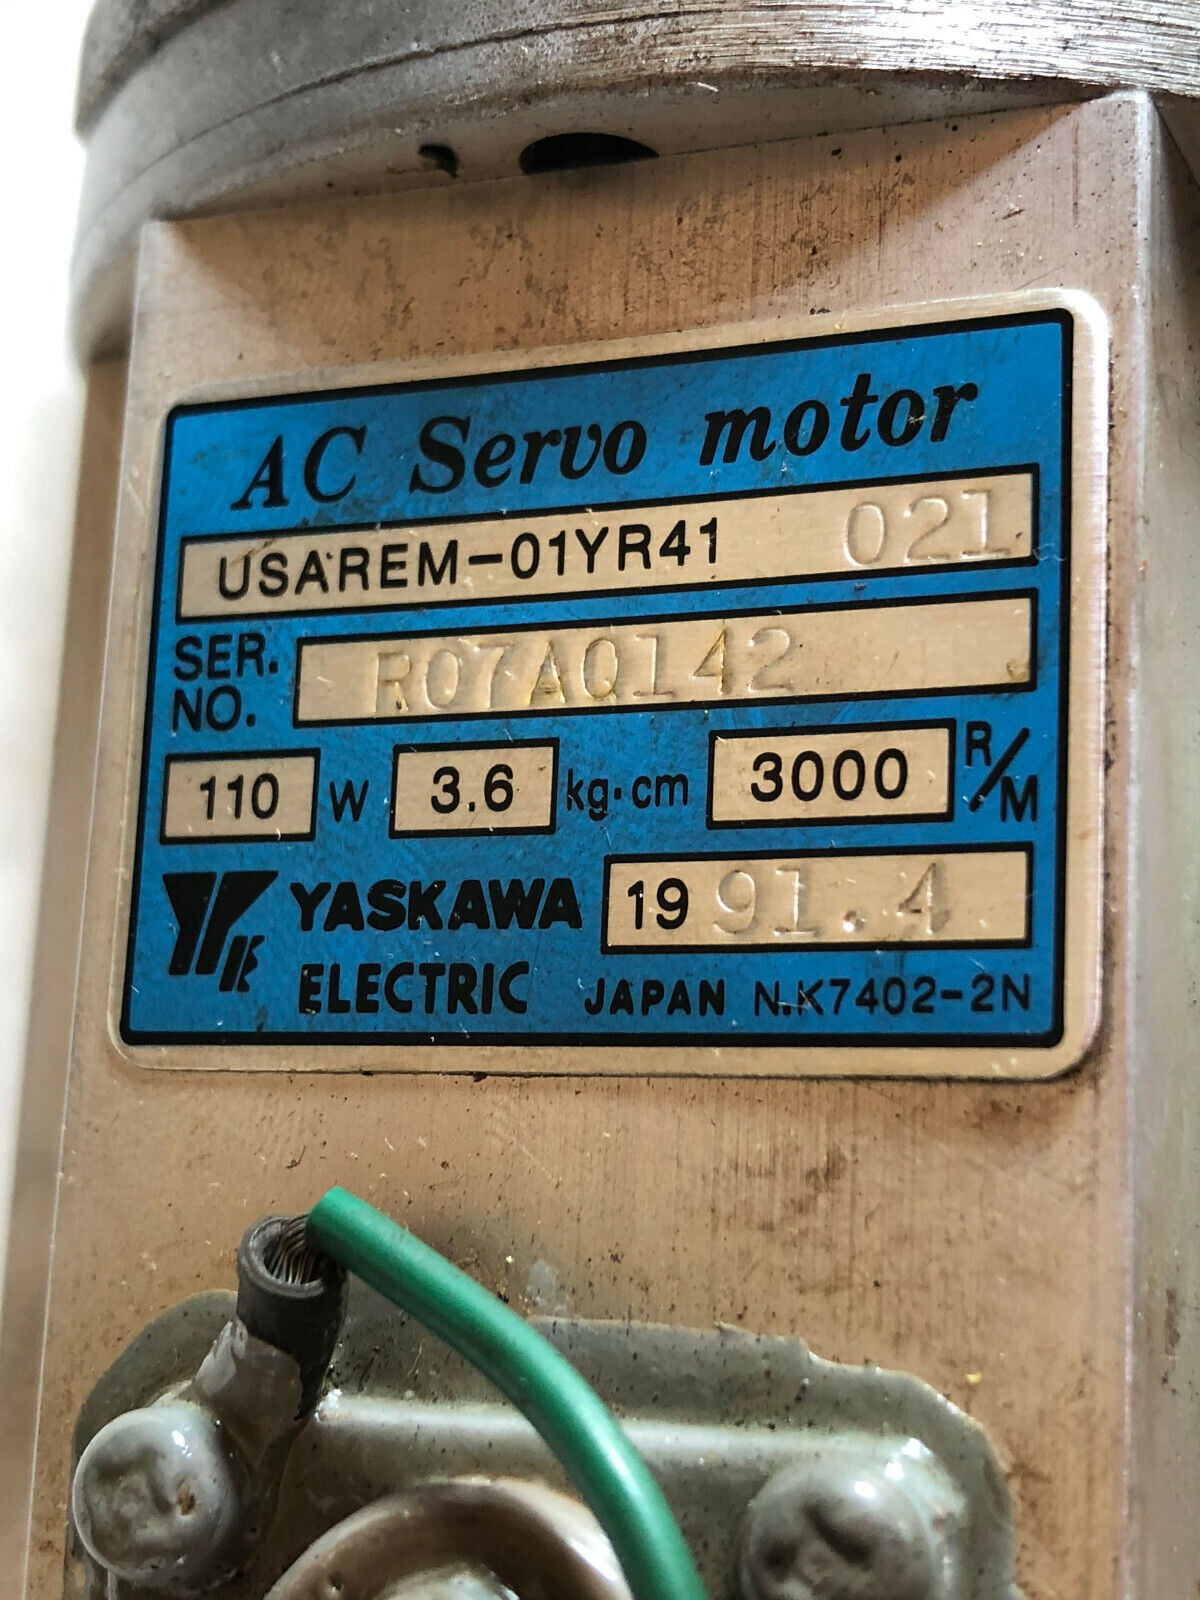 AC Servo motor
USAREM-01YR41 021
SER. NO. R07AQ142
110 W 3.6 kg·cm 3000 R/M
YASKAWA 1991.4
ELECTRIC JAPAN N.K7402-2N